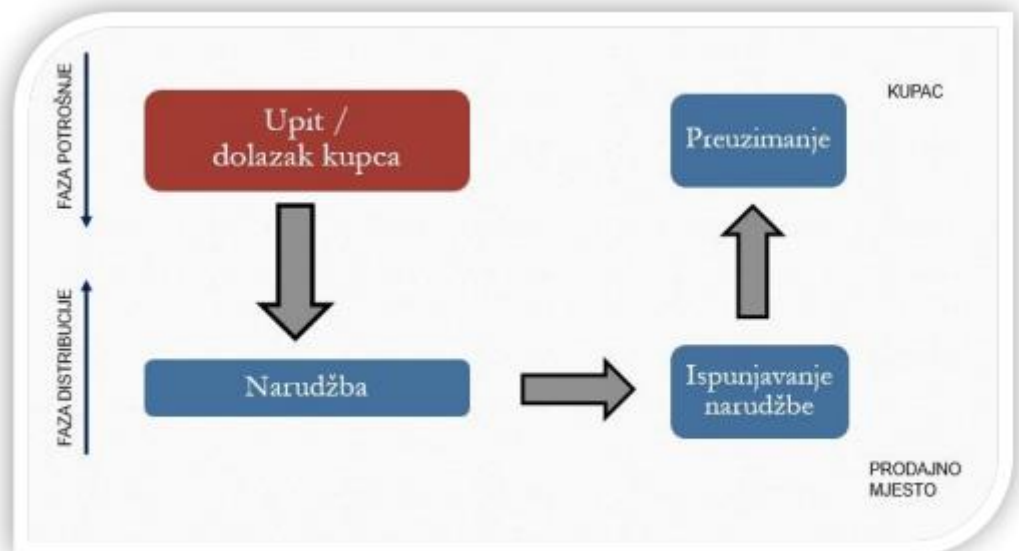 FAZA POTROŠNJE
Upit /
dolazak kupca
Preuzimanje
KUPAC
FAZA DISTRIBUCIJE
Narudžba
Ispunjavanje
narudžbe
PRODAJNO
MJESTO